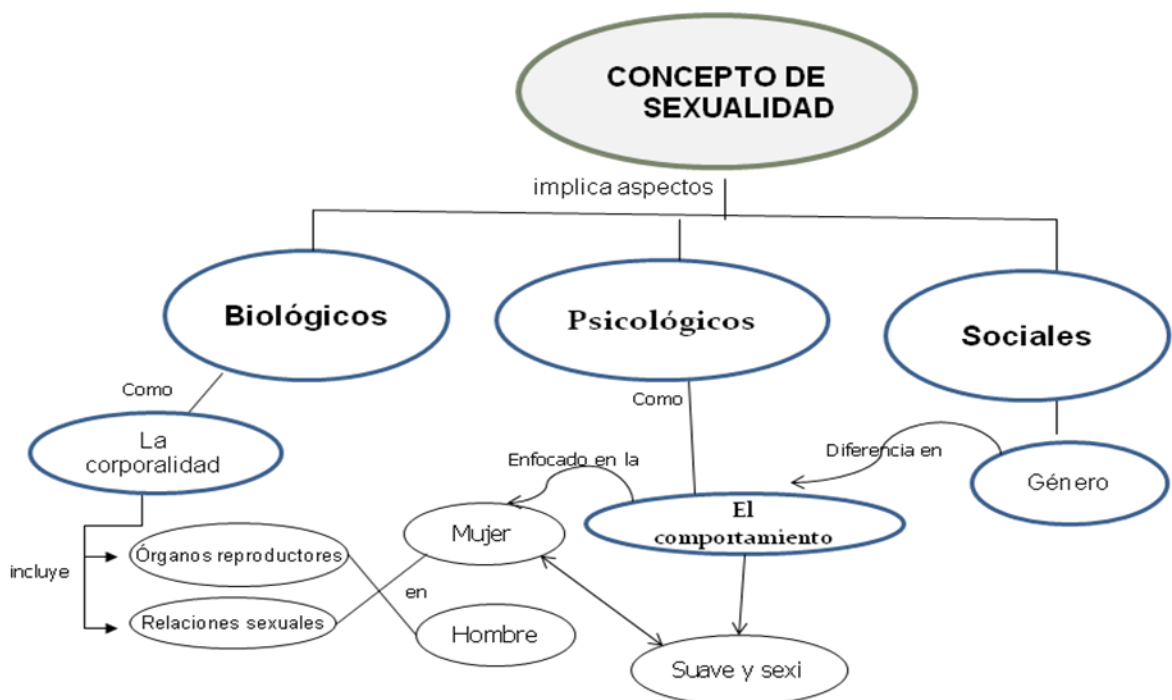 CONCEPTO DE
SEXUALIDAD
implica aspectos
Biológicos
Psicológicos
Sociales
Como
Como
La
corporalidad
Enfocado en la
Diferencia en
Género
El
comportamiento
Mujer
Órganos reproductores
incluye
en
Relaciones sexuales
Hombre
Suave y sexi